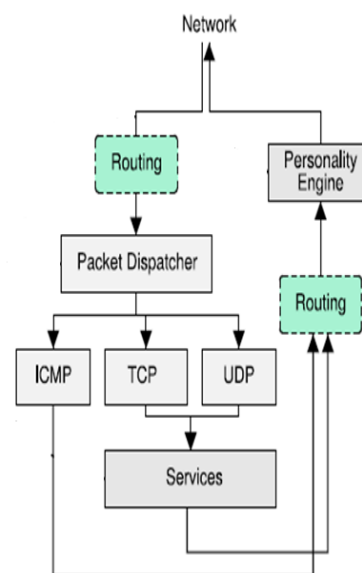 Network
Routing
Personality
Engine
Packet Dispatcher
Routing
ICMP
TCP
UDP
Services